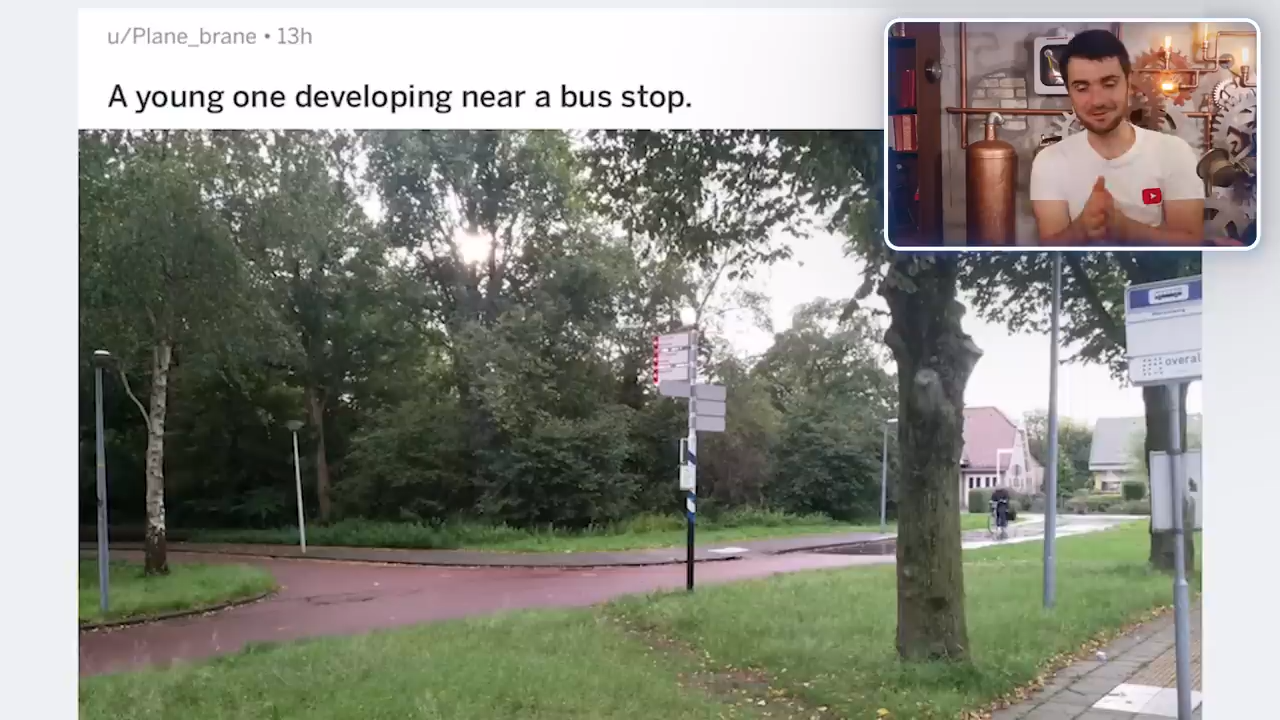 u/Plane_brane • 13h
A young one developing near a bus stop.
overal